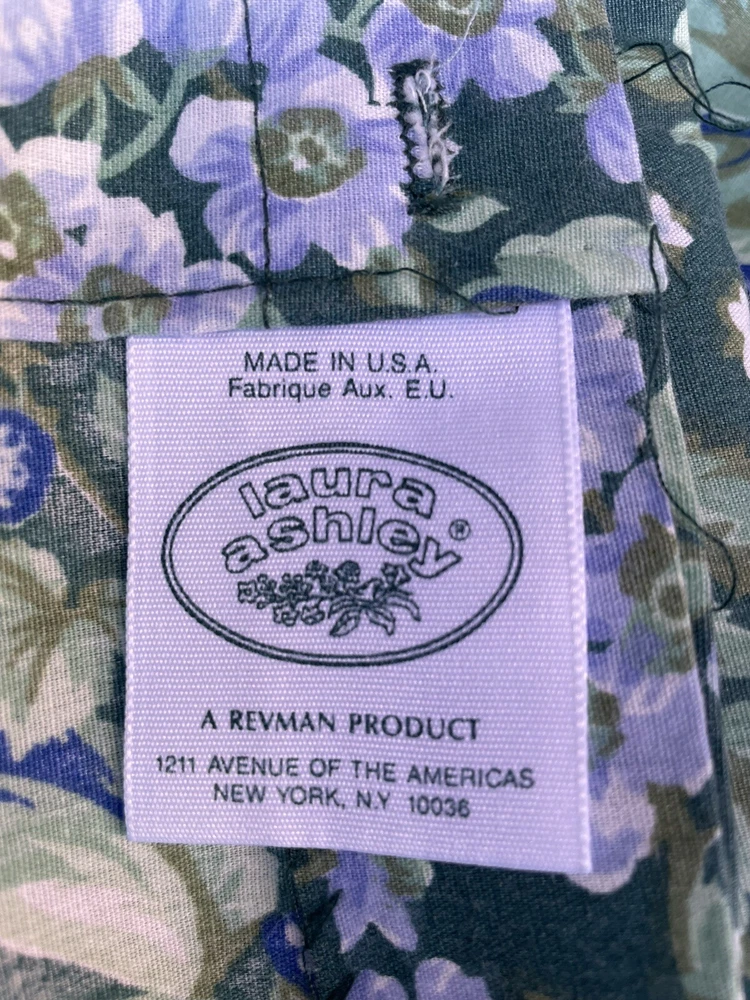 MADE IN U.S.A.
Fabrique Aux. E.U.
laura
ashley®
A REVMAN PRODUCT
1211 AVENUE OF THE AMERICAS
NEW YORK, N.Y 10036